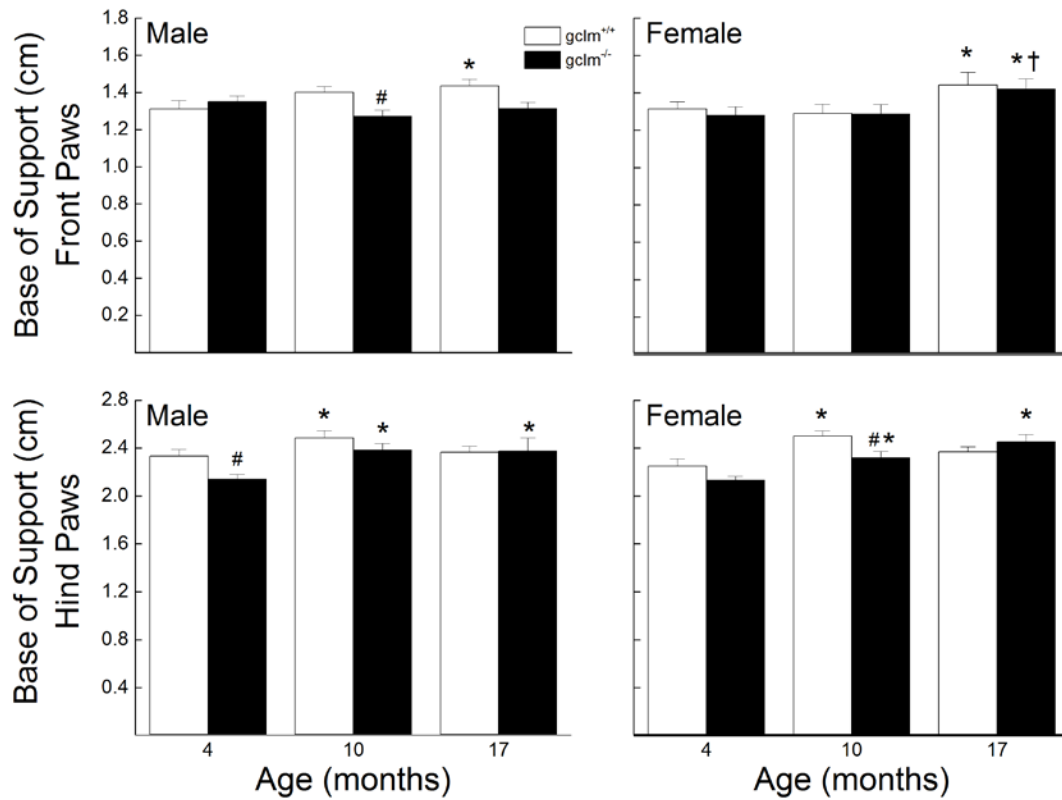 Base of Support (cm)
Front Paws
1.8
1.6
1.4
1.2
1.0
0.8
0.6
0.4
0.2
Male
gclm+/+
gclm-/-
#
*
Female
*
*†
Base of Support (cm)
Hind Paws
2.8
2.4
2.0
1.6
1.2
0.8
0.4
Male
#
*
*
*
4
10
17
Age (months)
Female
*
#*
*
4
10
17
Age (months)